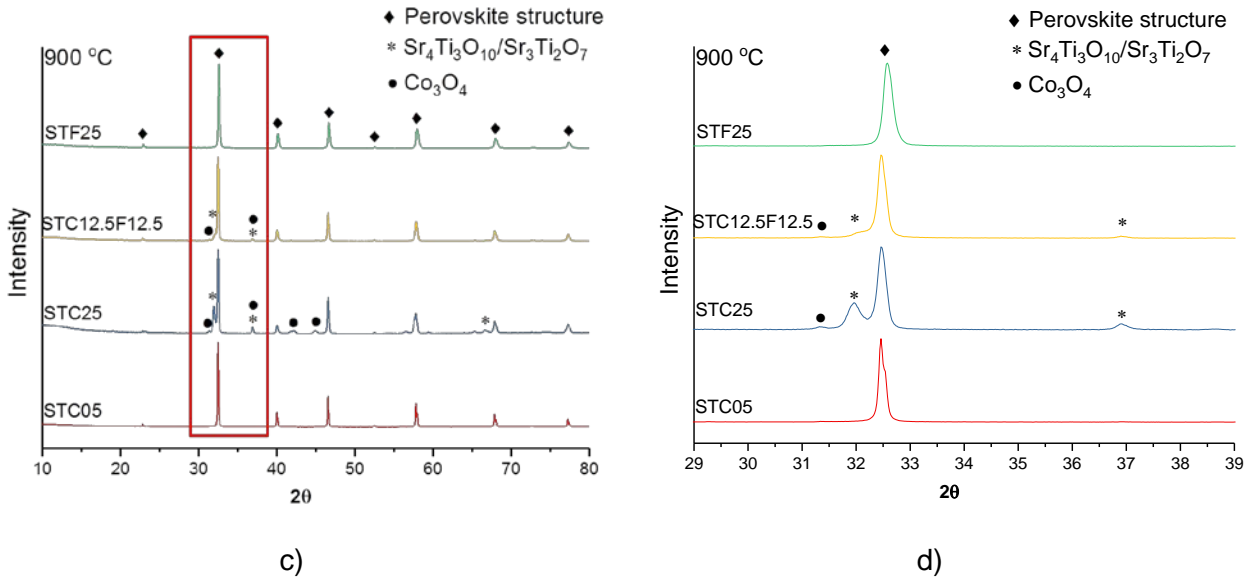 ♦ Perovskite structure
* Sr4Ti3O10/Sr3Ti2O7
● Co3O4
900 °C
STF25
STC12.5F12.5
STC25
STC05
Intensity
10 20 30 40 50 60 70 80
2θ
c)
♦ Perovskite structure
* Sr4Ti3O10/Sr3Ti2O7
● Co3O4
900 °C
STF25
STC12.5F12.5
STC25
STC05
Intensity
29 30 31 32 33 34 35 36 37 38 39
2θ
d)